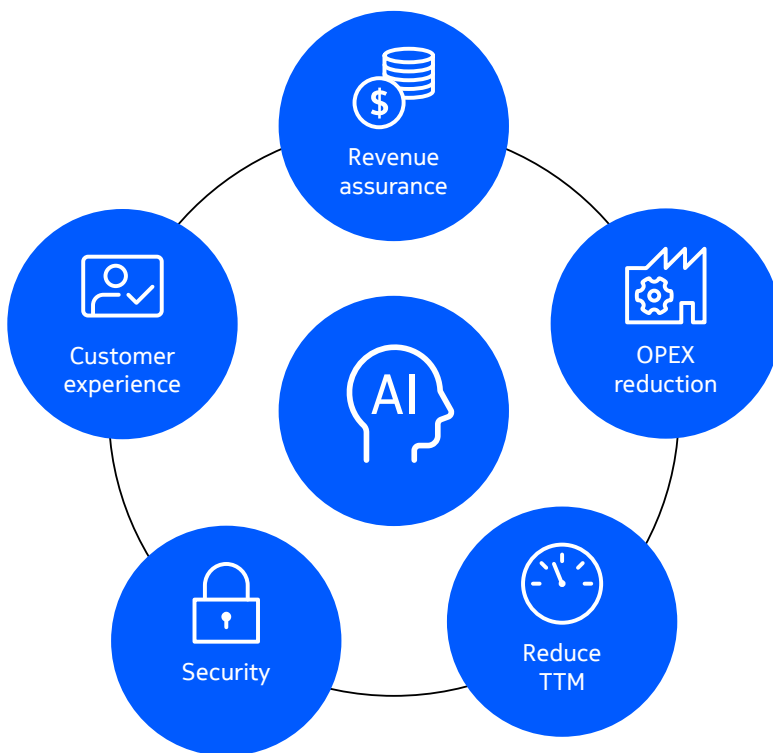 $
Revenue
assurance
Customer
experience
OPEX
reduction
AI
Security
Reduce
TTM